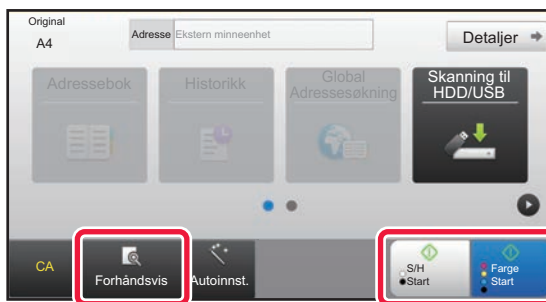 Original
A4
Adresse Ekstern minneenhet
Detaljer
Adressebok
Historikk
Global
Adressesøkning
Skanning til
HDD/USB
CA
Forhåndsvis
Autoinnst.
S/H
Start
Farge
Start